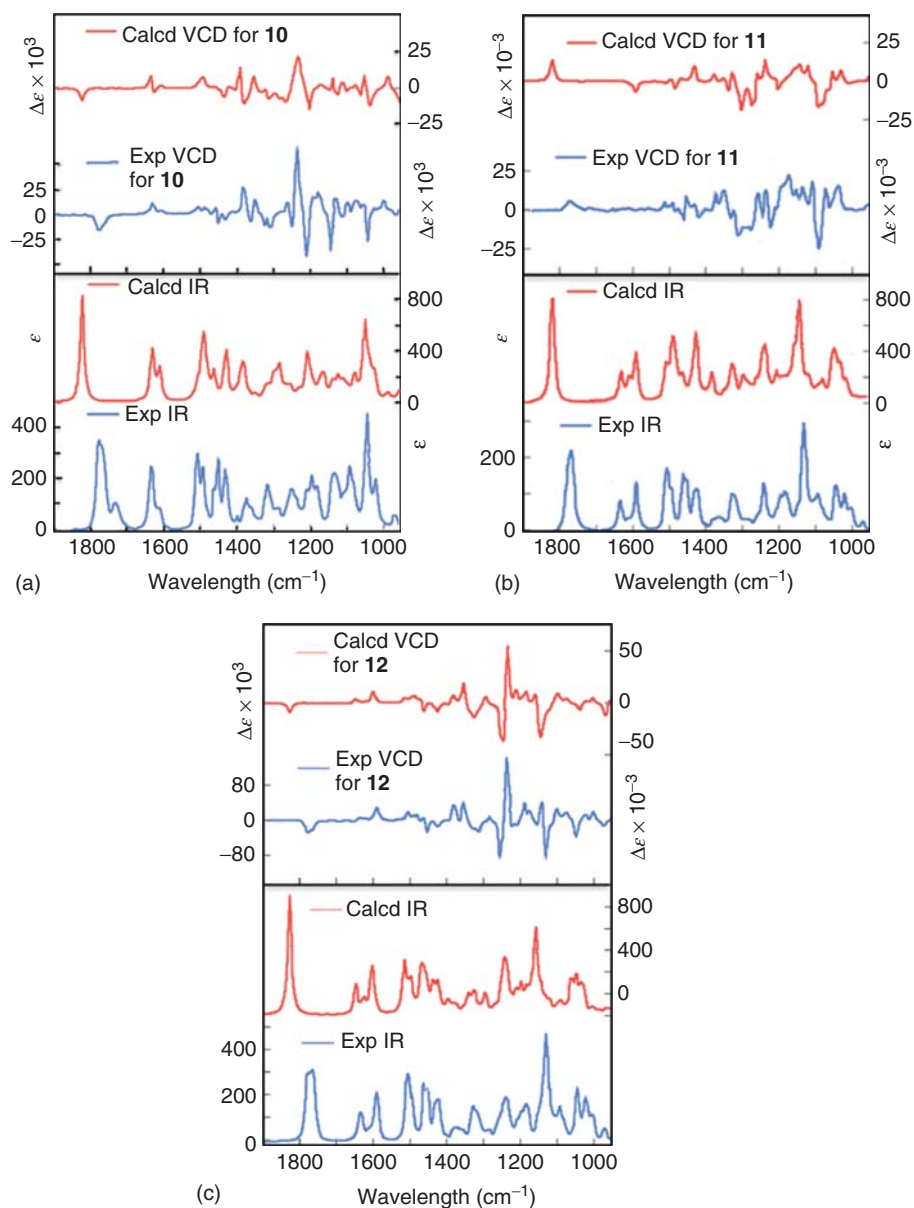 Calcd VCD for 10
25
0
−25
Δε × 10³
Exp VCD
for 10
25
0
−25
Δε × 10³
Calcd IR
800
400
0
ε
Exp IR
400
200
0
ε
1800 1600 1400 1200 1000
Wavelength (cm⁻¹)
(a)
Calcd VCD for 11
25
0
−25
Δε × 10⁻³
Exp VCD for 11
25
0
−25
Δε × 10⁻³
Calcd IR
800
400
0
ε
Exp IR
200
0
ε
1800 1600 1400 1200 1000
Wavelength (cm⁻¹)
(b)
Calcd VCD
for 12
50
0
−50
Δε × 10³
Exp VCD
for 12
80
0
−80
Δε × 10⁻³
Calcd IR
800
400
0
Exp IR
400
200
0
1800 1600 1400 1200 1000
Wavelength (cm⁻¹)
(c)